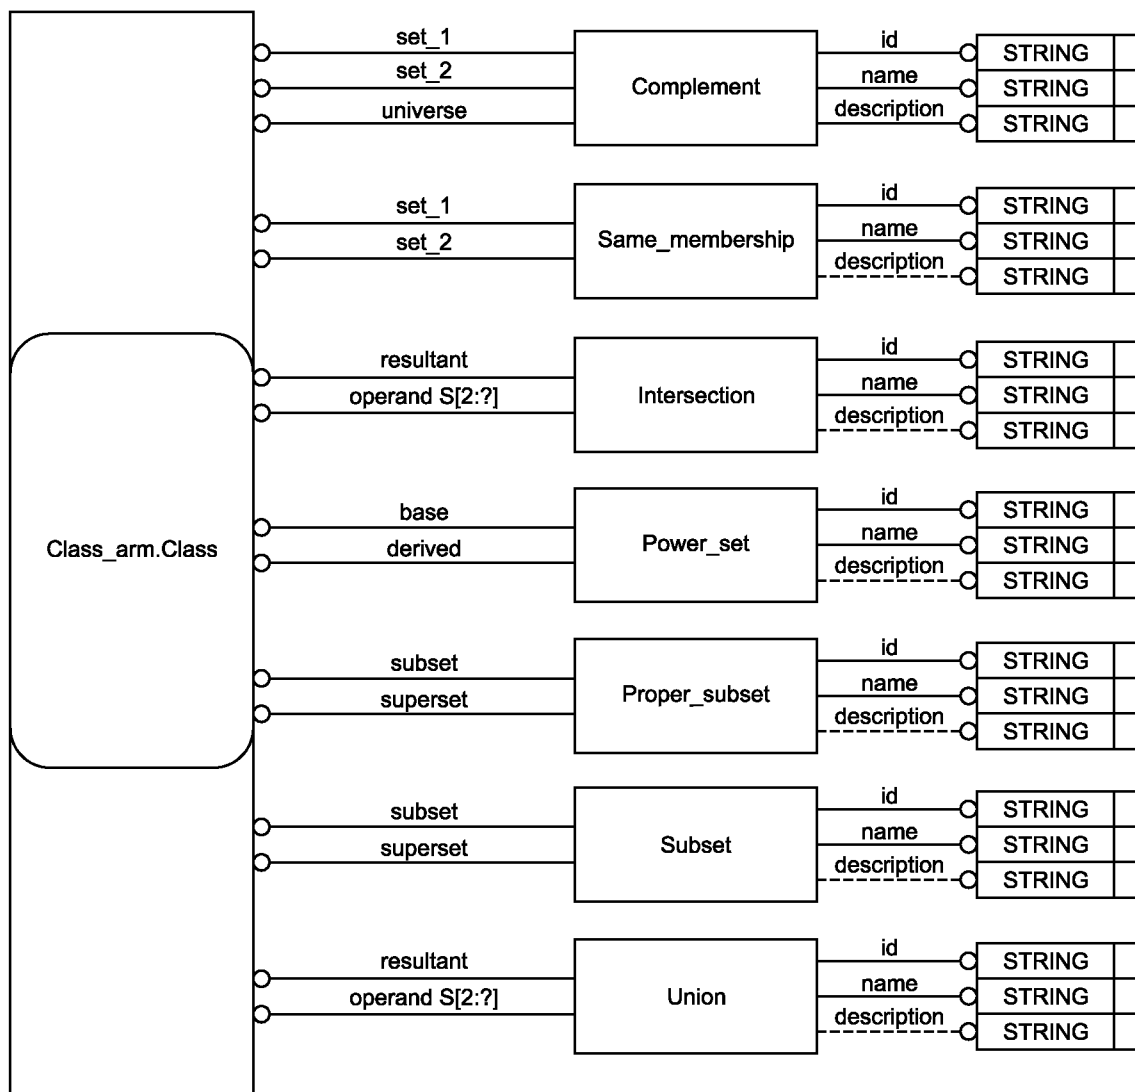 set_1
id
STRING
set_2
Complement
name
STRING
universe
description
STRING
set_1
id
STRING
set_2
Same_membership
name
STRING
description
STRING
resultant
id
STRING
operand S[2:?]
Intersection
name
STRING
description
STRING
Class_arm.Class
base
id
STRING
derived
Power_set
name
STRING
description
STRING
subset
id
STRING
superset
Proper_subset
name
STRING
description
STRING
subset
id
STRING
superset
Subset
name
STRING
description
STRING
resultant
id
STRING
operand S[2:?]
Union
name
STRING
description
STRING